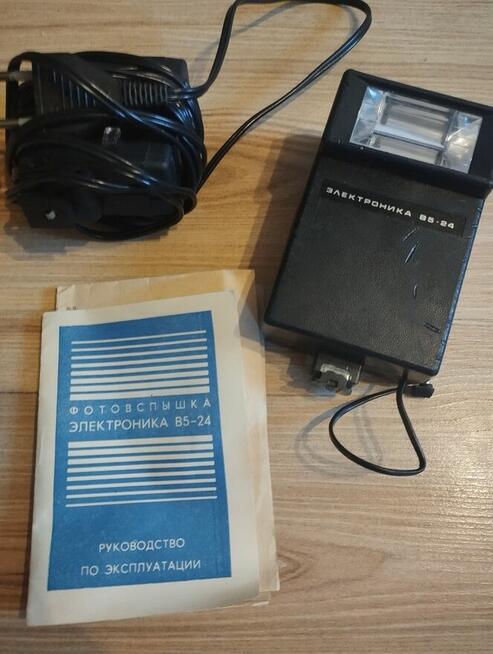 ЭЛЕКТРОНИКА В5-24
ФОТОВСПЫШКА
ЭЛЕКТРОНИКА В5-24
РУКОВОДСТВО
ПО ЭКСПЛУАТАЦИИ